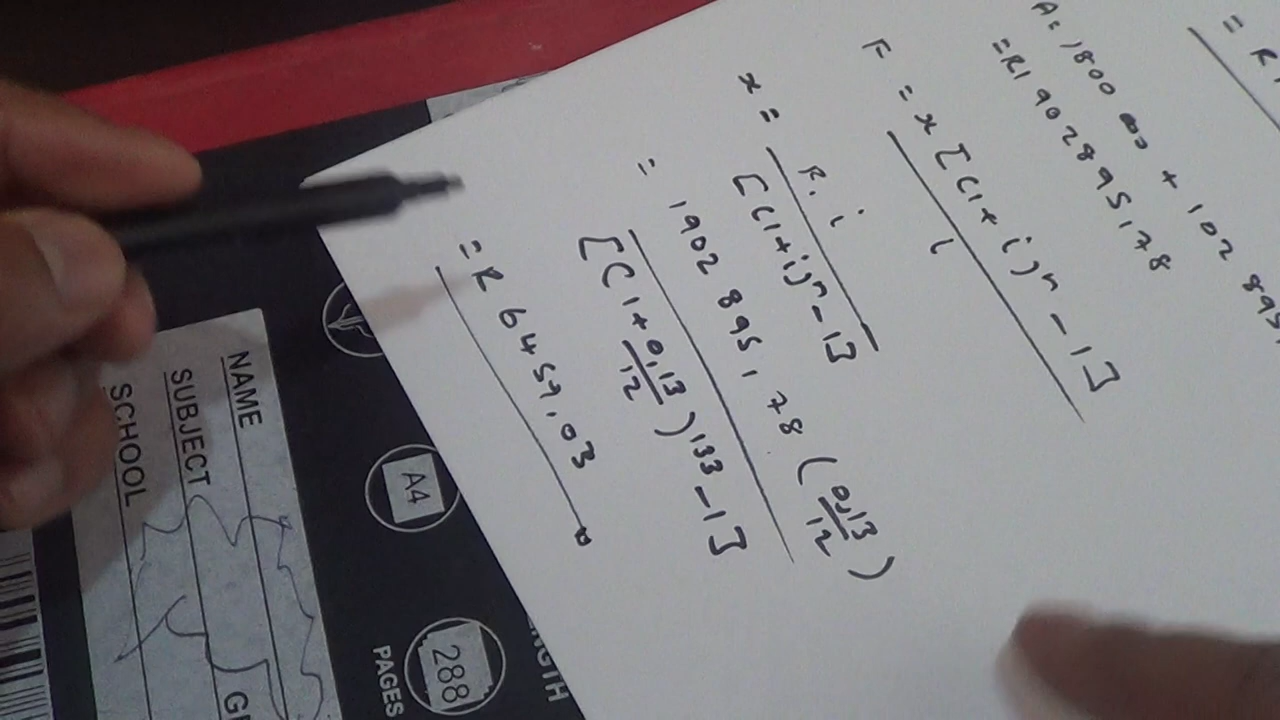 = R1
A = 1800 000 + 102 895
= R1 902 895,78
F = x [(1 + i)ⁿ - 1]
i
x = F. i
[(1+i)ⁿ - 1]
= 1902 895, 78 (0,13
12)
[(1 + 0,13
12)¹³³ - 1]
= R 6457,03
NAME
SUBJECT
SCHOOL
A4
288
PAGES